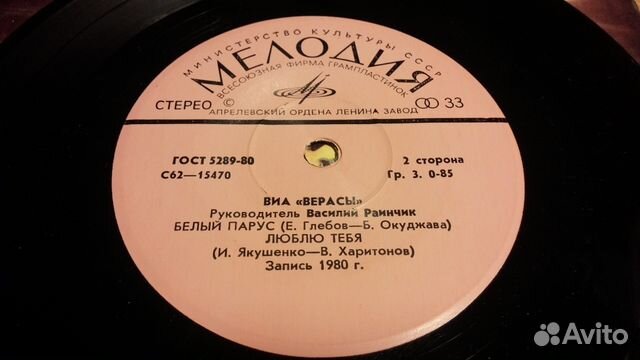 МИНИСТЕРСТВО КУЛЬТУРЫ СССР
МЕЛОДИЯ
ВСЕСОЮЗНАЯ ФИРМА ГРАМПЛАСТИНОК
СТЕРЕО © 33
АПРЕЛЕВСКИЙ ОРДЕНА ЛЕНИНА ЗАВОД
ГОСТ 5289-80 2 сторона
С62—15470 Гр. 3. 0-85
ВИА «ВЕРАСЫ»
Руководитель Василий Раинчик
БЕЛЫЙ ПАРУС (Е. Глебов—Б. Окуджава)
ЛЮБЛЮ ТЕБЯ
(И. Якушенко—В. Харитонов)
Запись 1980 г.
Avito